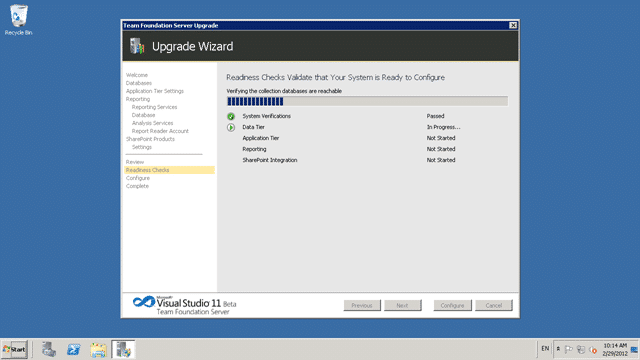 Recycle Bin
Team Foundation Server Upgrade
Upgrade Wizard
Welcome
Databases
Application Tier Settings
Reporting
Reporting Services
Database
Analysis Services
Report Reader Account
SharePoint Products
Settings
Review
Readiness Checks
Configure
Complete
Readiness Checks Validate that Your System is Ready to Configure
Verifying the collection databases are reachable
System Verifications Passed
Data Tier In Progress...
Application Tier Not Started
Reporting Not Started
SharePoint Integration Not Started
Microsoft
Visual Studio 11 Beta
Team Foundation Server
Previous Next Configure Cancel
Start
EN
10:14 AM
2/29/2012